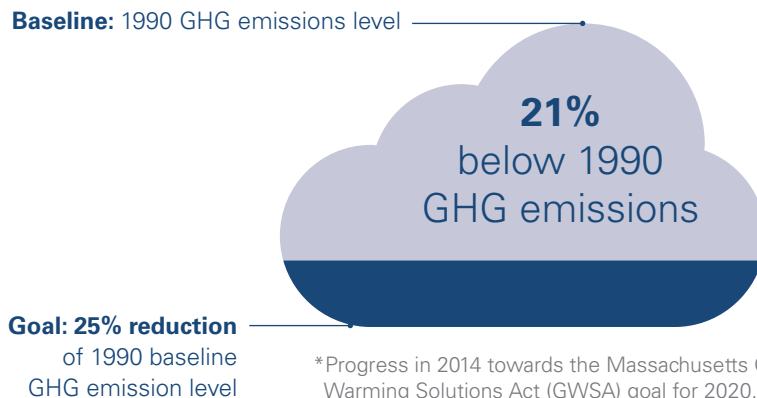 Baseline: 1990 GHG emissions level
21%
below 1990
GHG emissions
Goal: 25% reduction
of 1990 baseline
GHG emission level
*Progress in 2014 towards the Massachusetts
Warming Solutions Act (GWSA) goal for 2020.